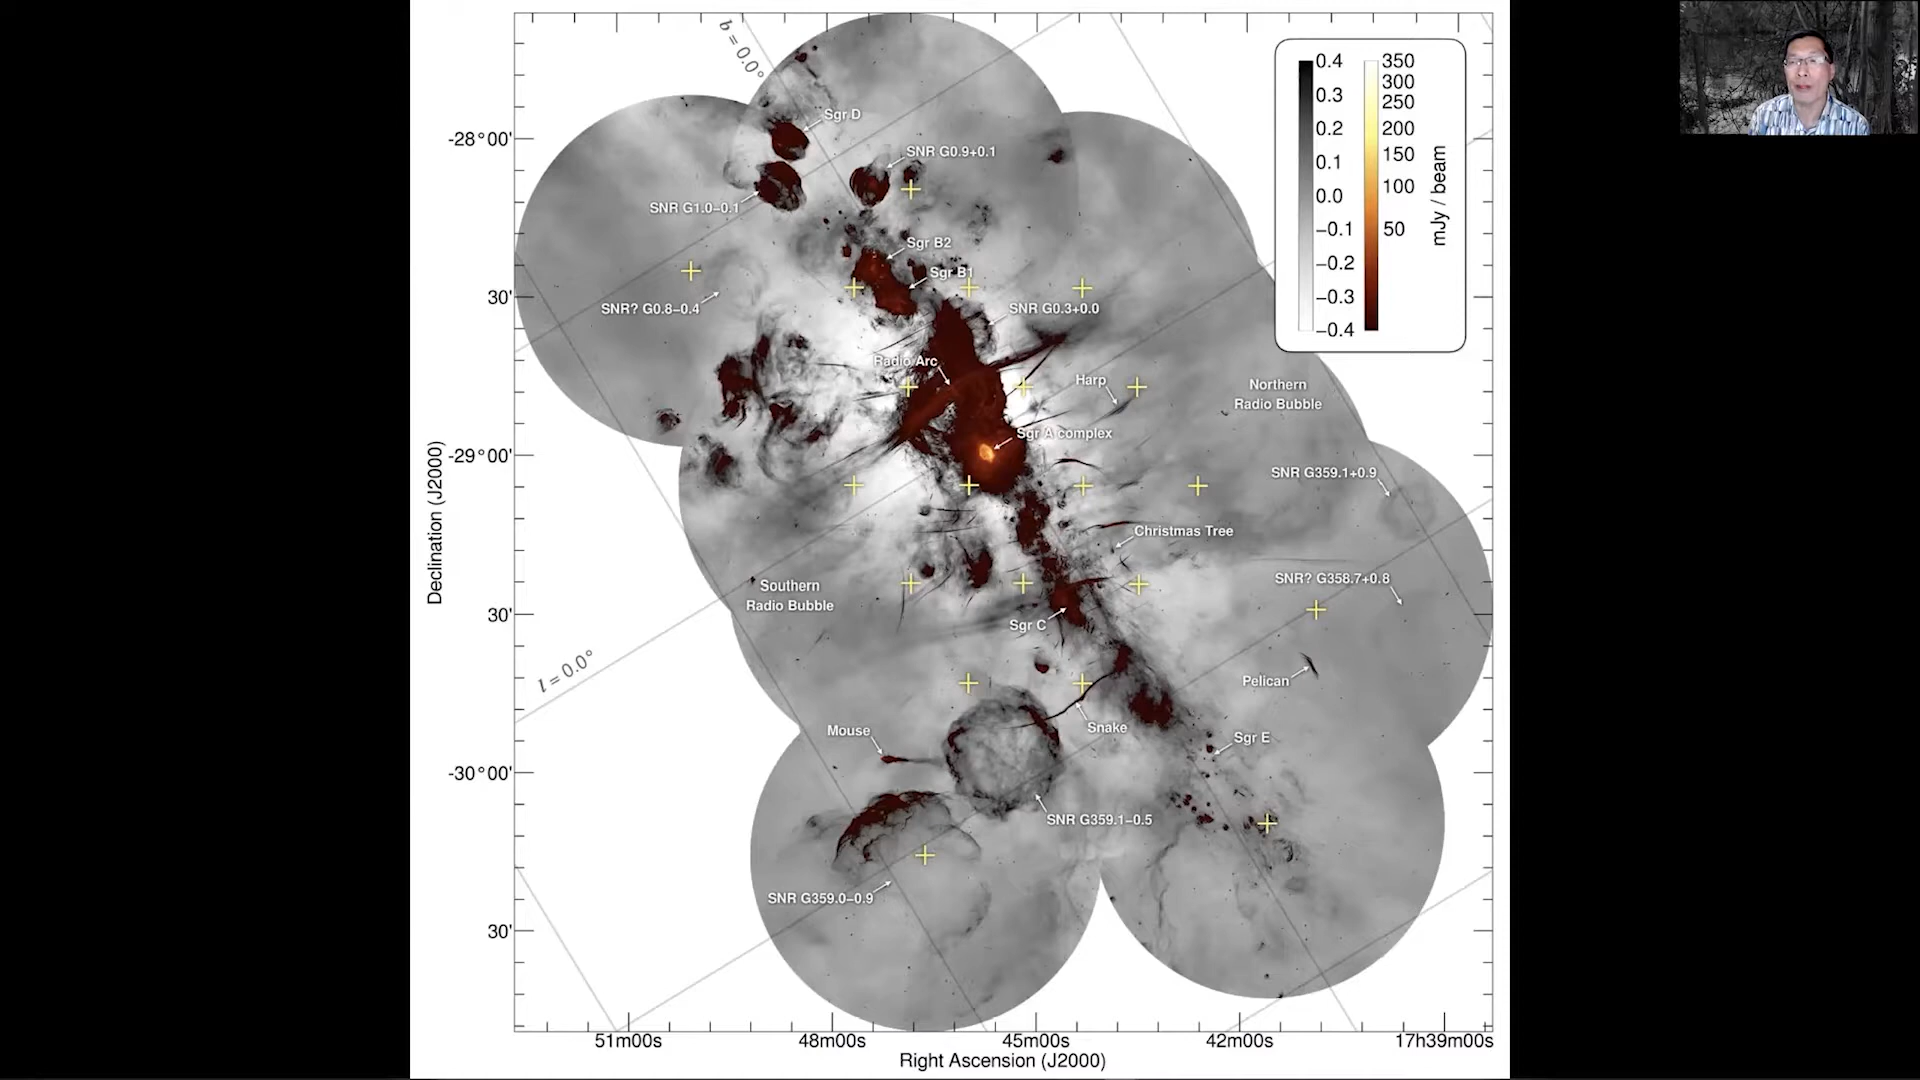 b = 0.0°
Sgr D
SNR G0.9+0.1
SNR G1.0−0.1
Sgr B2
Sgr B1
SNR? G0.8−0.4
SNR G0.3+0.0
Radio Arc
Harp
Northern
Radio Bubble
Sgr A complex
SNR G359.1+0.9
Christmas Tree
Southern
Radio Bubble
SNR? G358.7+0.8
Sgr C
l = 0.0°
Pelican
Mouse
Snake
Sgr E
SNR G359.1−0.5
SNR G359.0−0.9
0.4
0.3
0.2
0.1
0.0
−0.1
−0.2
−0.3
−0.4
350
300
250
200
150
100
50
mJy / beam
-28°00'
30'
-29°00'
30'
-30°00'
30'
Declination (J2000)
51m00s 48m00s 45m00s 42m00s 17h39m00s
Right Ascension (J2000)